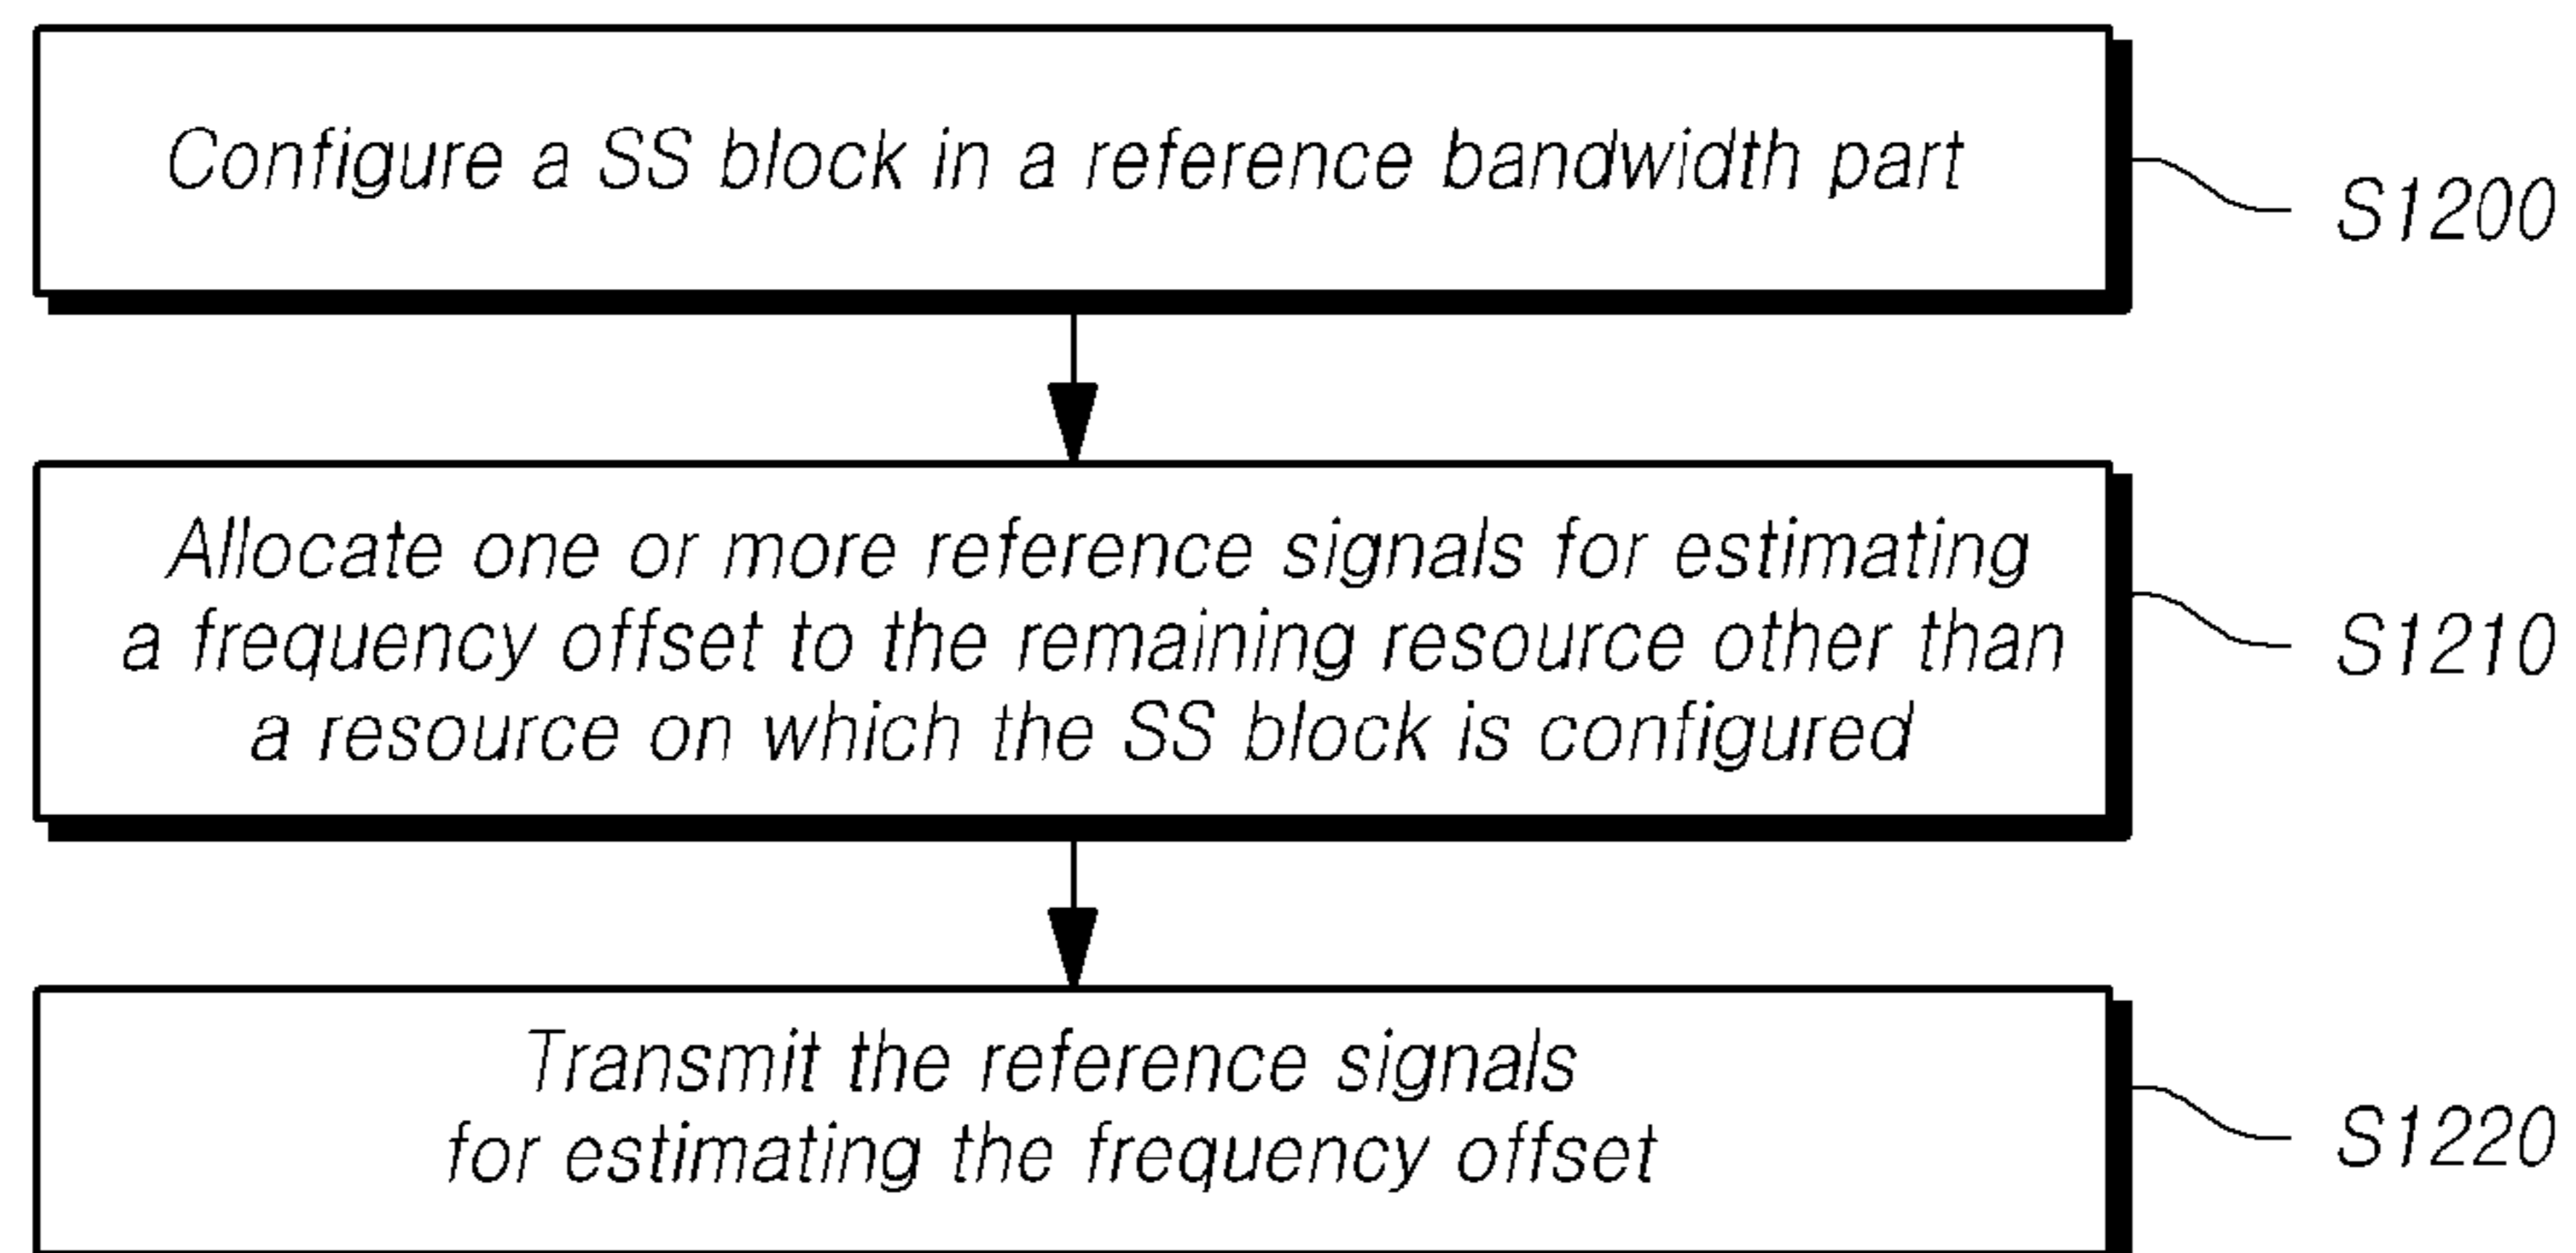 Configure a SS block in a reference bandwidth part
S1200
Allocate one or more reference signals for estimating
a frequency offset to the remaining resource other than
a resource on which the SS block is configured
S1210
Transmit the reference signals
for estimating the frequency offset
S1220